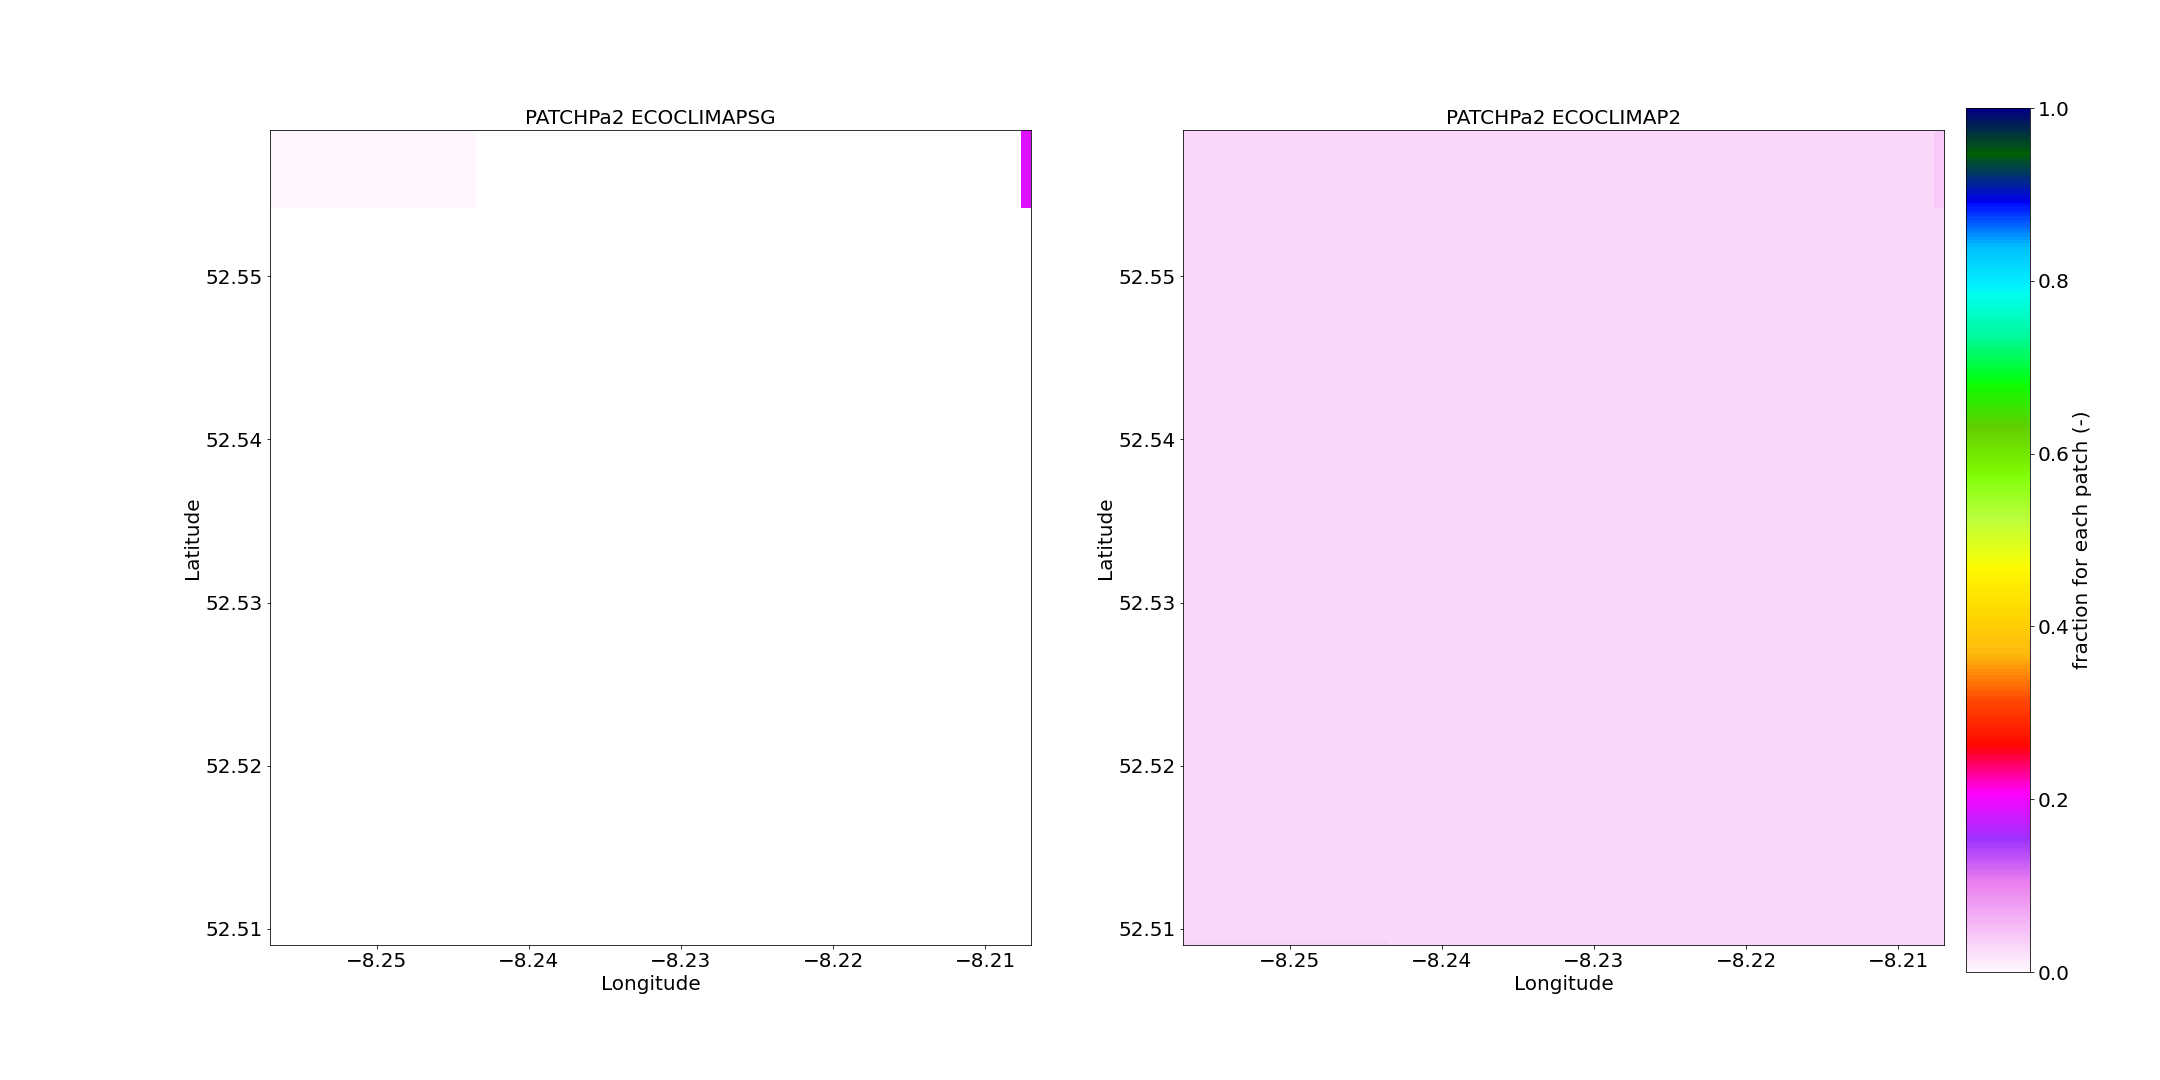 PATCHPa2 ECOCLIMAPSG
52.55
52.54
52.53
52.52
52.51
Latitude
−8.25 −8.24 −8.23 −8.22 −8.21
Longitude
PATCHPa2 ECOCLIMAP2
52.55
52.54
52.53
52.52
52.51
Latitude
−8.25 −8.24 −8.23 −8.22 −8.21
Longitude
1.0
0.8
0.6
0.4
0.2
0.0
fraction for each patch (-)